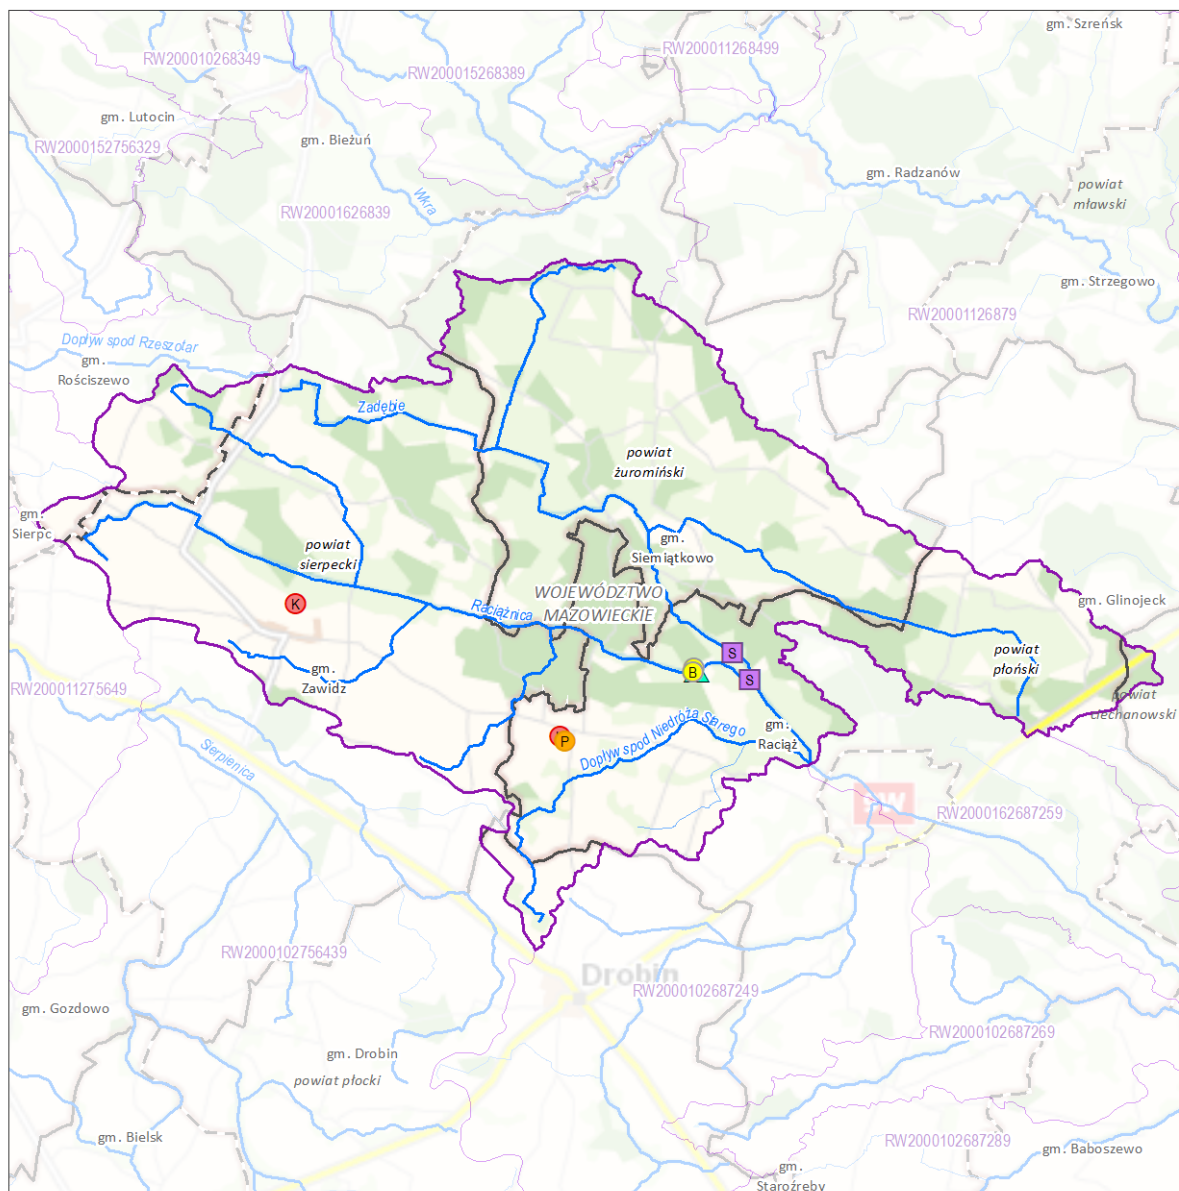 gm. Szreńsk
RW200010268349
RW200015268389
RW200011268499
gm. Lutocin
gm. Bieżuń
RW2000152756329
gm. Radzanów
powiat
mławski
Wkra
RW20001626839
gm. Strzegowo
RW20001126879
Dopływ spod Rzeszotar
gm.
Rościszewo
Zadębie
powiat
żuromiński
gm.
Sierpc
powiat
sierpecki
gm.
Siemiątkowo
WOJEWÓDZTWO
MAZOWIECKIE
Raciążnica
gm. Glinojeck
K
S
powiat
płoński
B
S
gm.
Zawidz
RW200011275649
powiat
ciechanowski
gm.
Raciąż
P
Dopływ spod Niedróża Starego
Sierpienica
RW2000162687259
RW2000102756439
Drobin
RW2000102687249
gm. Gozdowo
RW2000102687269
gm. Drobin
powiat płocki
gm. Bielsk
RW2000102687289
gm. Baboszewo
gm.
Staroźreby